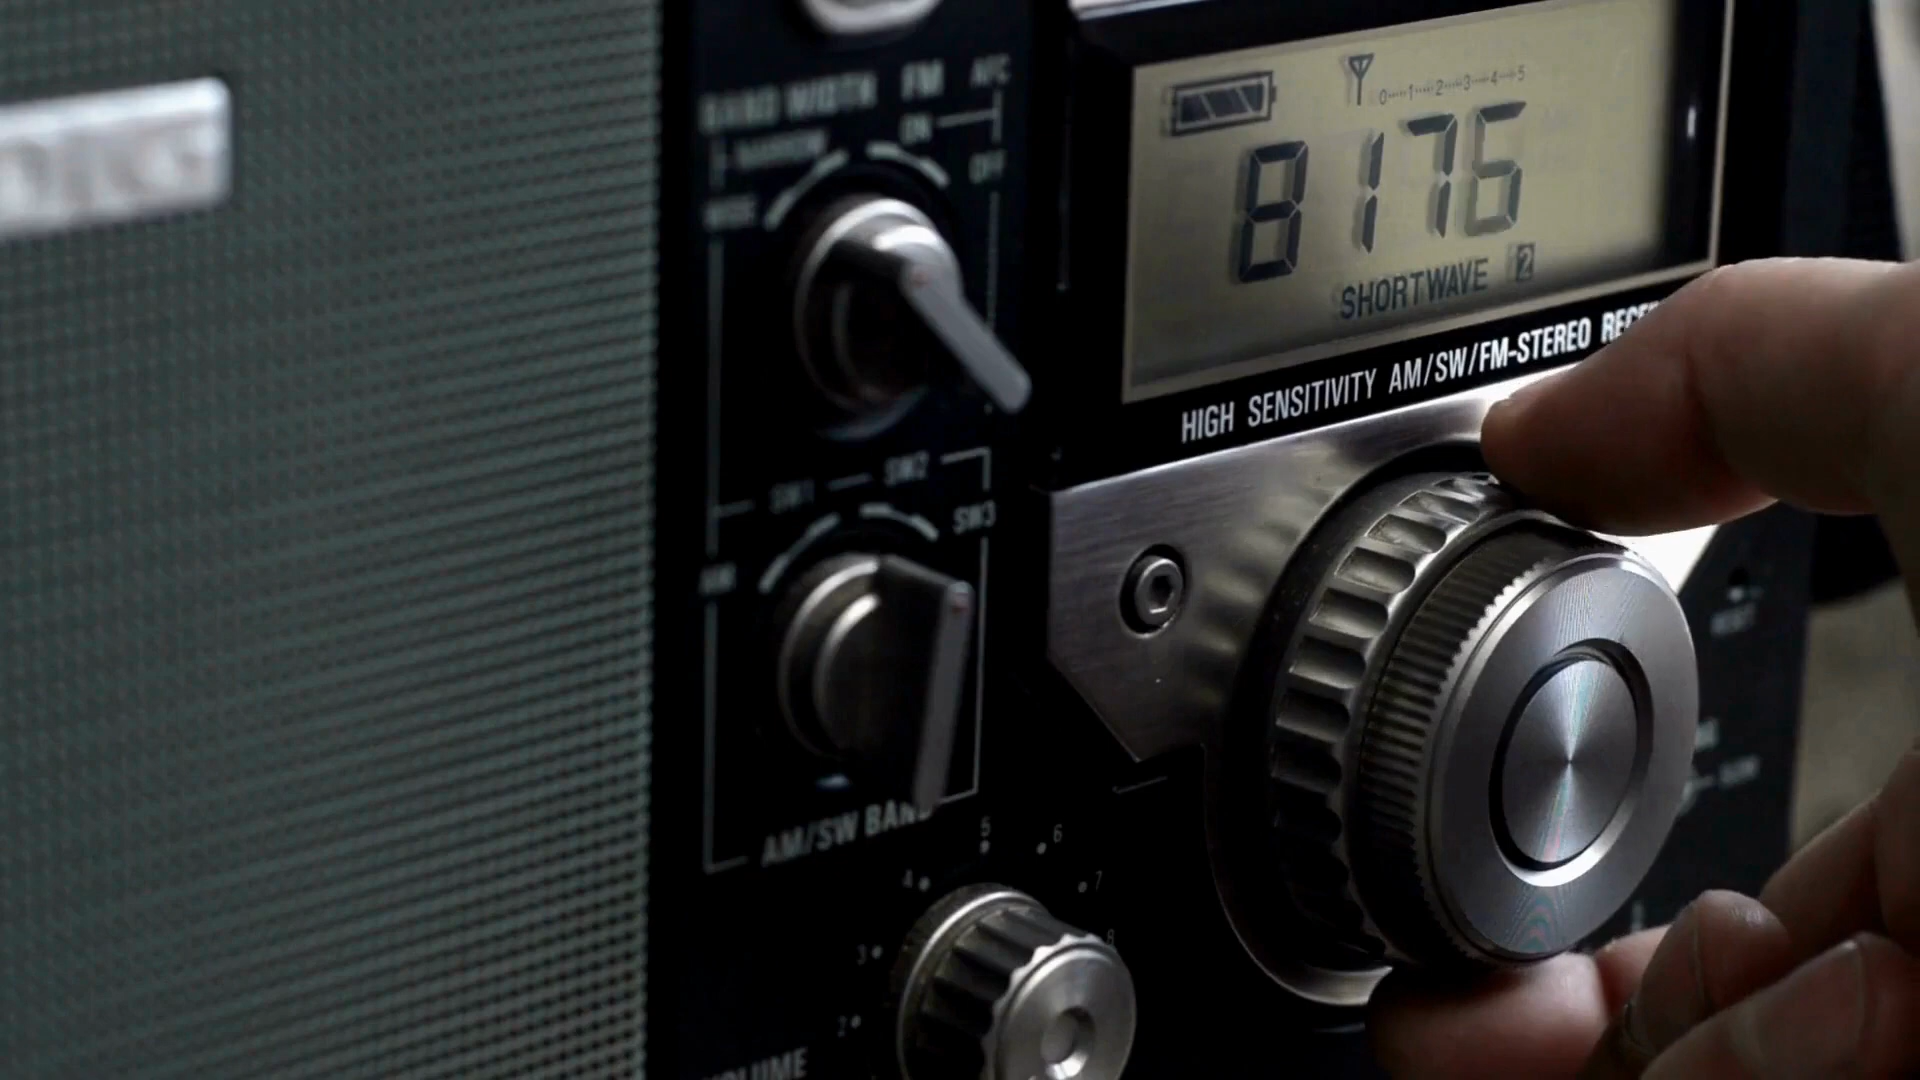 BAND WIDTH FM AFC
NARROW ON
WIDE OFF
SW1 SW2
SW3
AM/SW BAND
5
4 6
7
3 8
2
VOLUME
0 1 2 3 4 5
8176
SHORTWAVE 2
HIGH SENSITIVITY AM/SW/FM-STEREO